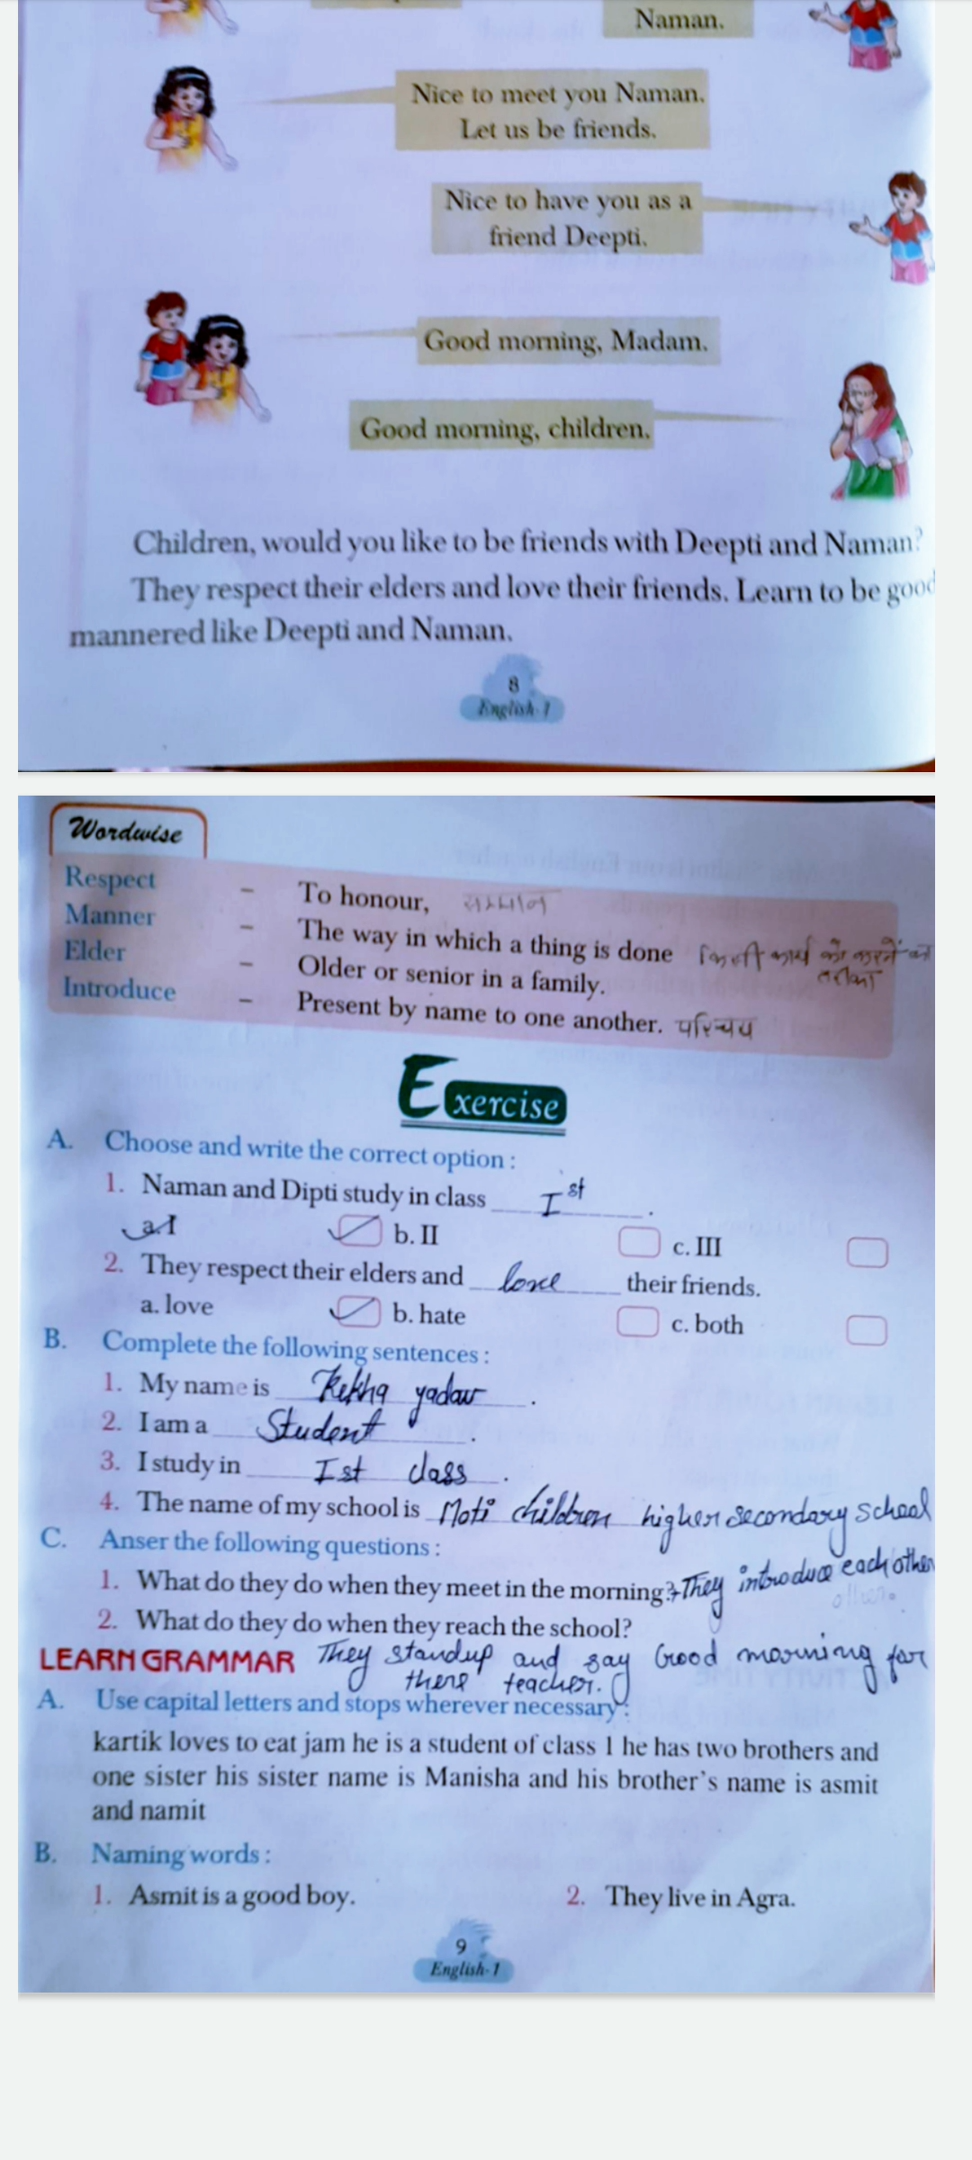 Naman.
Nice to meet you Naman.
Let us be friends.
Nice to have you as a
friend Deepti.
Good morning, Madam.
Good morning, children.
Children, would you like to be friends with Deepti and Naman?
They respect their elders and love their friends. Learn to be good
mannered like Deepti and Naman.
8
English-1
Wordwise
Respect - To honour, सम्मान
Manner - The way in which a thing is done किसी कार्य को करने का
तरीका
Elder - Older or senior in a family.
Introduce - Present by name to one another. परिचय
Exercise
A. Choose and write the correct option :
1. Naman and Dipti study in class Ist .
a. I b. II c. III
2. They respect their elders and love their friends.
a. love b. hate c. both
B. Complete the following sentences :
1. My name is Rekha yadav .
2. I am a Student .
3. I study in Ist class .
4. The name of my school is Moti children higher secondary school
C. Anser the following questions :
1. What do they do when they meet in the morning? They introduce each other
other.
2. What do they do when they reach the school?
LEARN GRAMMAR They standup and say Good morning for
there teacher.
A. Use capital letters and stops wherever necessary :
kartik loves to eat jam he is a student of class 1 he has two brothers and
one sister his sister name is Manisha and his brother's name is asmit
and namit
B. Naming words :
1. Asmit is a good boy. 2. They live in Agra.
9
English-1